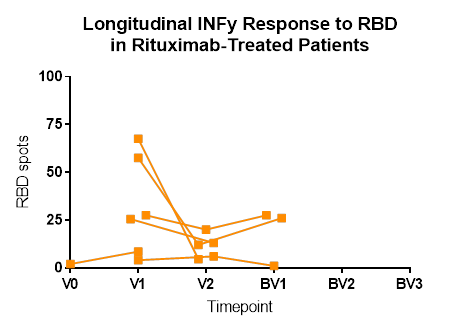 Longitudinal INFy Response to RBD
in Rituximab-Treated Patients
100
75
50
25
0
RBD spots
V0 V1 V2 BV1 BV2 BV3
Timepoint